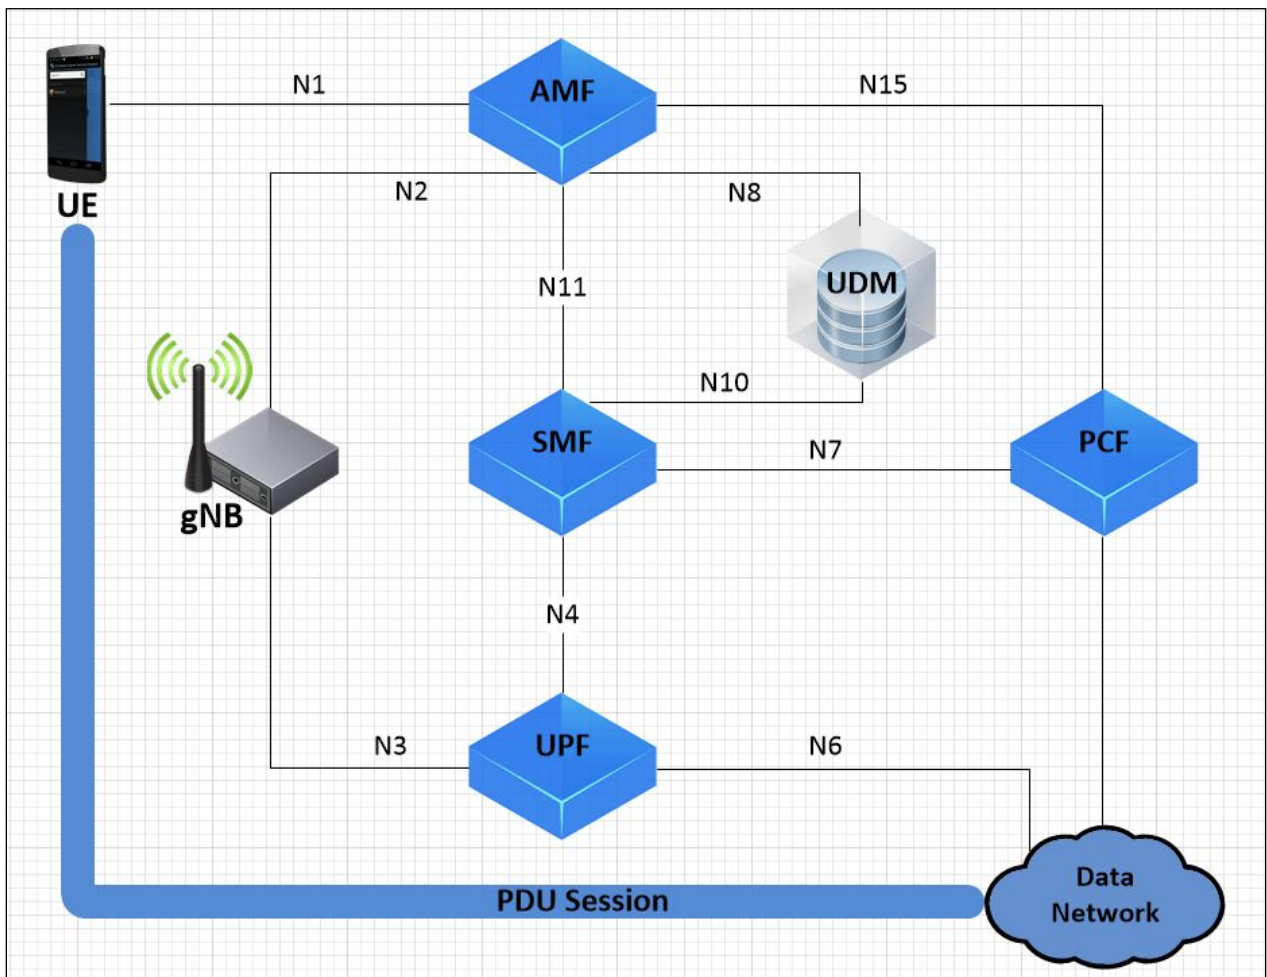 N1
AMF
N15
UE
N2
N8
N11
UDM
N10
SMF
N7
PCF
gNB
N4
N3
UPF
N6
Data
Network
PDU Session